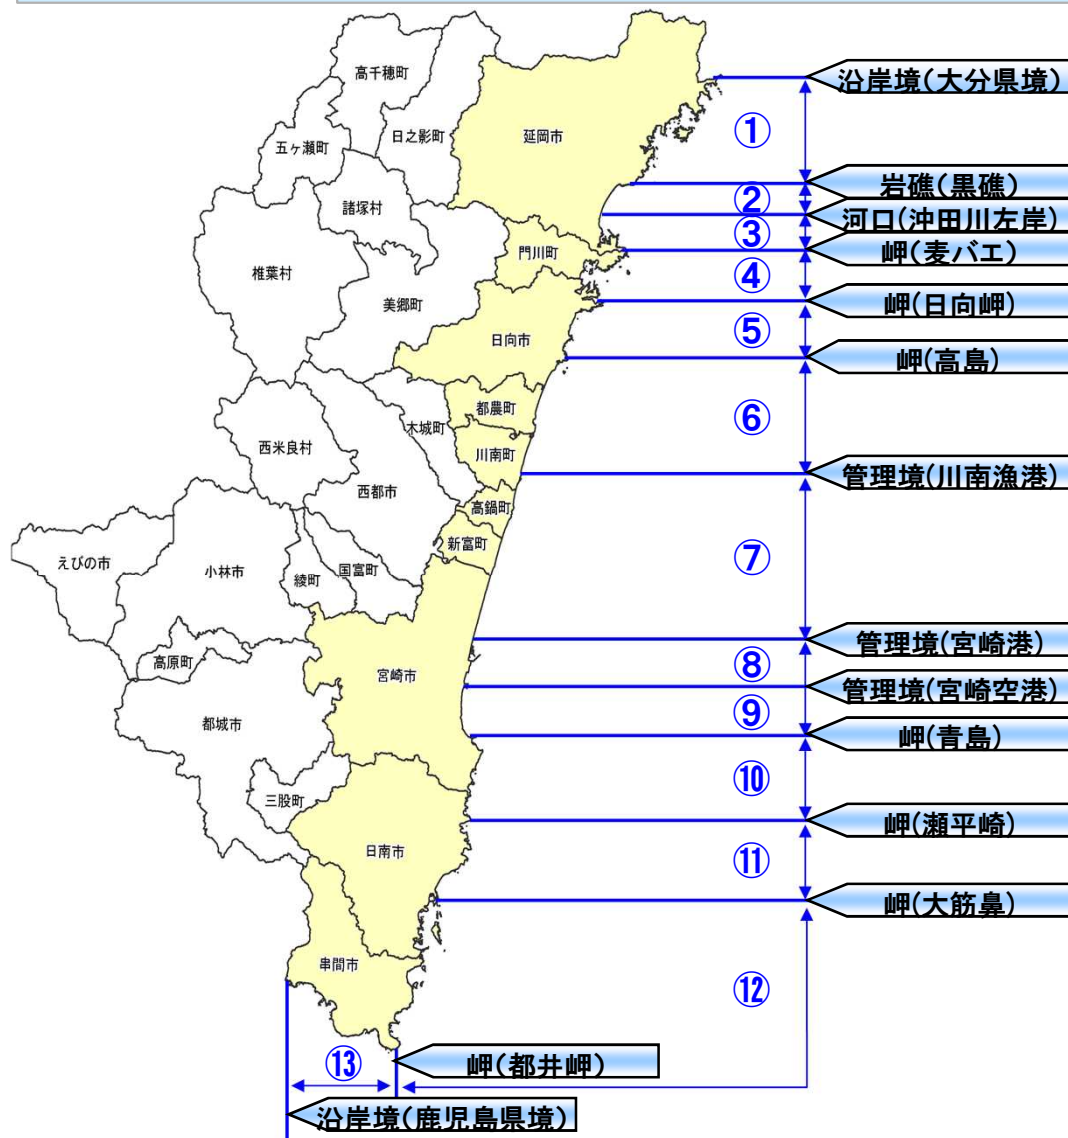 高千穂町
日之影町
延岡市
五ヶ瀬町
諸塚村
門川町
椎葉村
美郷町
日向市
都農町
木城町
西米良村
川南町
西都市
高鍋町
新富町
えびの市
小林市
綾町
国富町
高原町
宮崎市
都城市
三股町
日南市
串間市
沿岸境(大分県境)
①
岩礁(黒礁)
②
河口(沖田川左岸)
③
岬(麦バエ)
④
岬(日向岬)
⑤
岬(高島)
⑥
管理境(川南漁港)
⑦
管理境(宮崎港)
⑧
管理境(宮崎空港)
⑨
岬(青島)
⑩
岬(瀬平崎)
⑪
岬(大筋鼻)
⑫
岬(都井岬)
⑬
沿岸境(鹿児島県境)